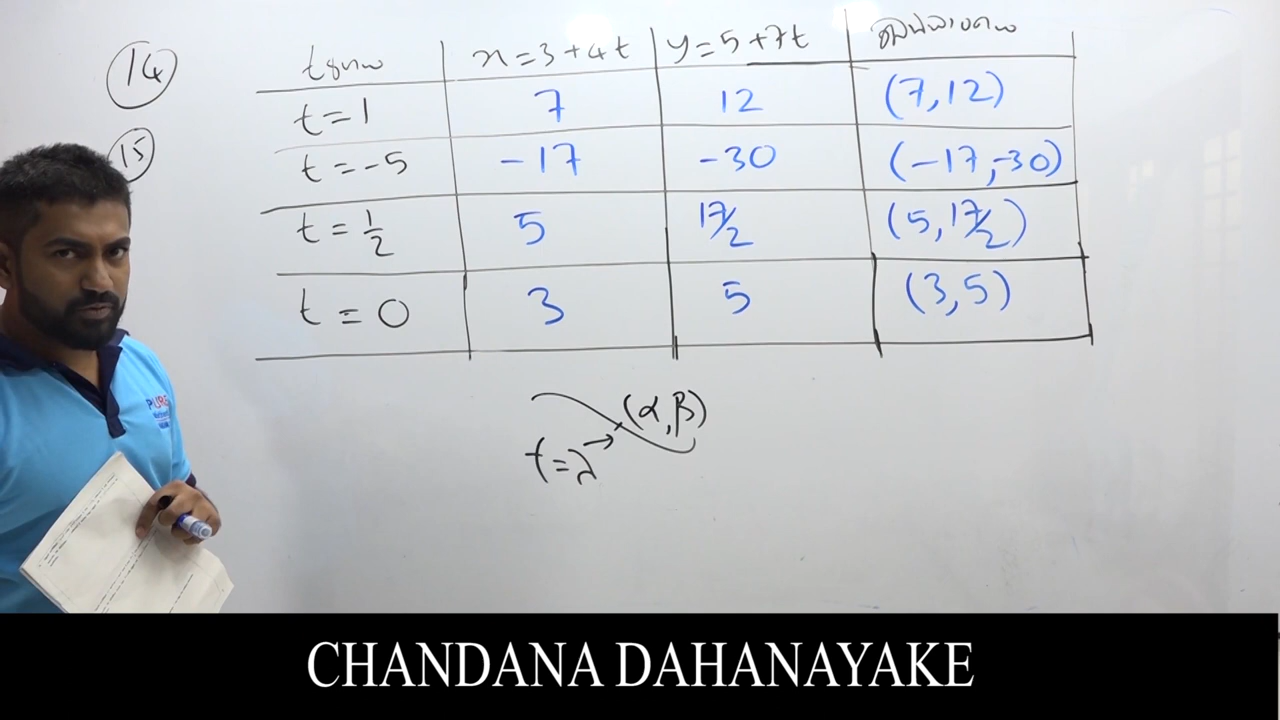 14
x = 3 + 4t y = 5 + 7t
t = 1 7 12 (7, 12)
15
t = -5 -17 -30 (-17, -30)
t = 1/2 5 17/2 (5, 17/2)
t = 0 3 5 (3, 5)
(α, β)
t = λ →
PURE
CHANDANA DAHANAYAKE